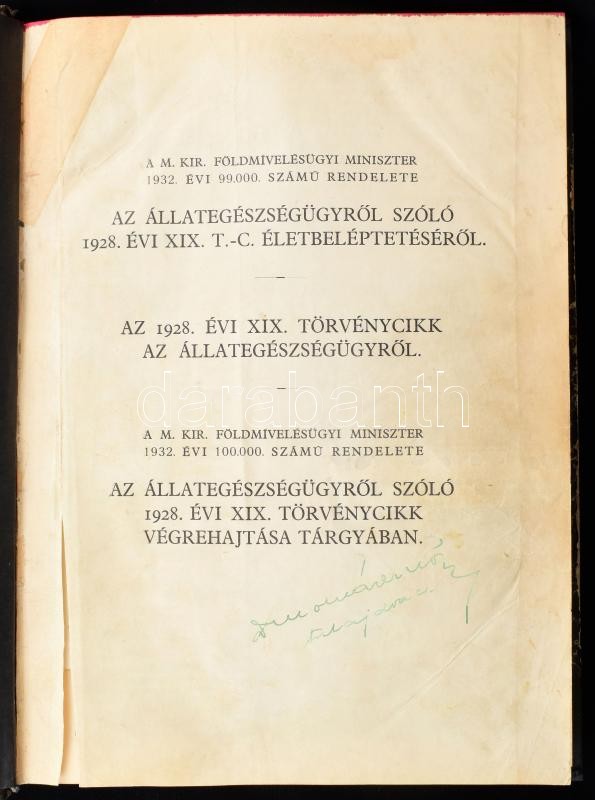 A M. KIR. FÖLDMÍVELÉSÜGYI MINISZTER
1932. ÉVI 99.000. SZÁMÚ RENDELETE
AZ ÁLLATEGÉSZSÉGÜGYRŐL SZÓLÓ
1928. ÉVI XIX. T.-C. ÉLETBELÉPTETÉSÉRŐL.
AZ 1928. ÉVI XIX. TÖRVÉNYCIKK
AZ ÁLLATEGÉSZSÉGÜGYRŐL.
darabanth
A M. KIR. FÖLDMÍVELÉSÜGYI MINISZTER
1932. ÉVI 100.000. SZÁMÚ RENDELETE
AZ ÁLLATEGÉSZSÉGÜGYRŐL SZÓLÓ
1928. ÉVI XIX. TÖRVÉNYCIKK
VÉGREHAJTÁSA TÁRGYÁBAN.